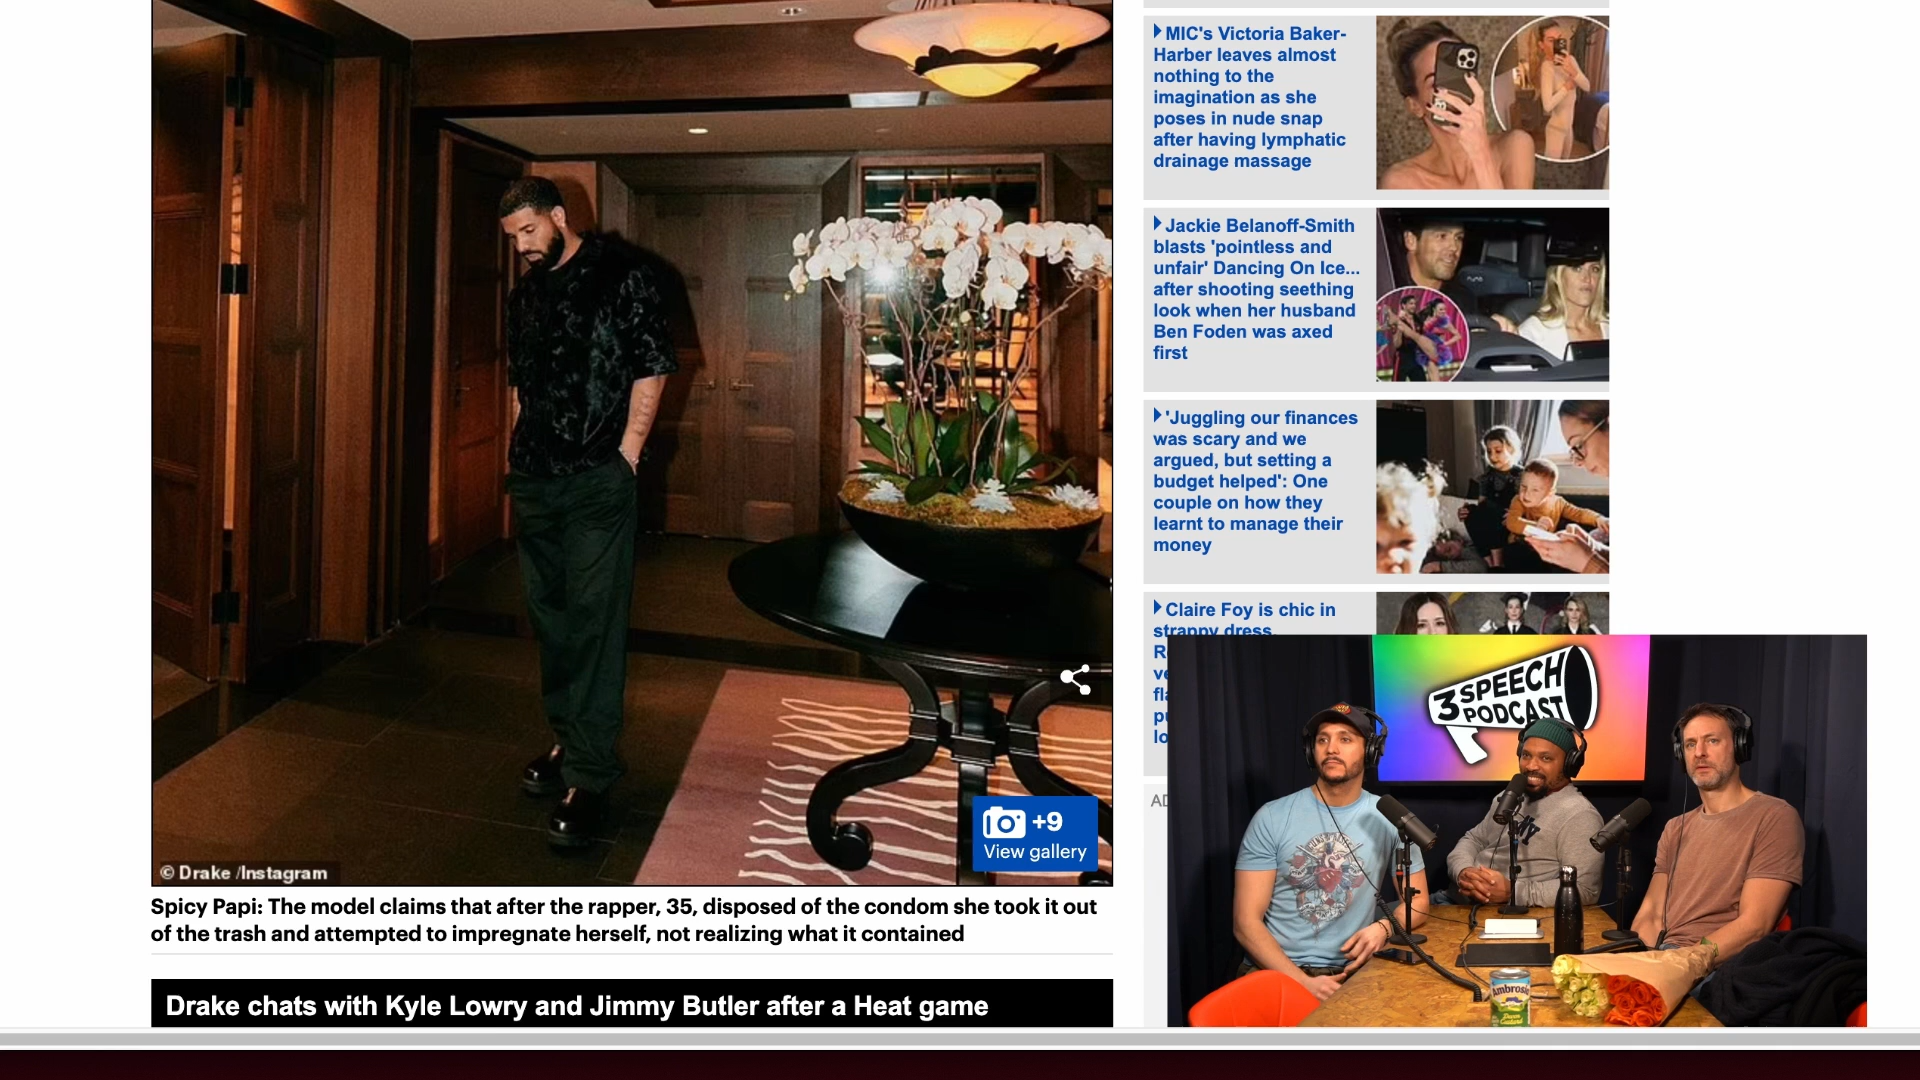 MIC's Victoria Baker-
Harber leaves almost
nothing to the
imagination as she
poses in nude snap
after having lymphatic
drainage massage
Jackie Belanoff-Smith
blasts 'pointless and
unfair' Dancing On Ice...
after shooting seething
look when her husband
Ben Foden was axed
first
'Juggling our finances
was scary and we
argued, but setting a
budget helped': One
couple on how they
learnt to manage their
money
Claire Foy is chic in
strappy dress,
+9
View gallery
© Drake /Instagram
Spicy Papi: The model claims that after the rapper, 35, disposed of the condom she took it out
of the trash and attempted to impregnate herself, not realizing what it contained
Drake chats with Kyle Lowry and Jimmy Butler after a Heat game
3 SPEECH
PODCAST
Ambrosia